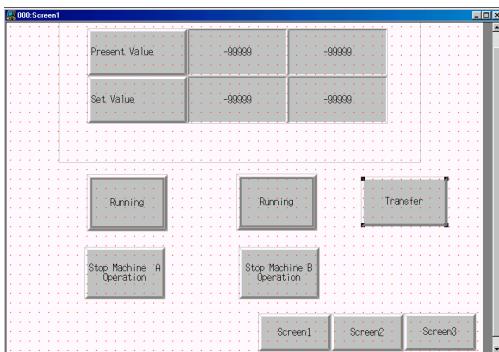 000:Screen1
Present Value -99999 -99999
Set Value -99999 -99999
Running Running Transfer
Stop Machine A Stop Machine B
Operation Operation
Screen1 Screen2 Screen3